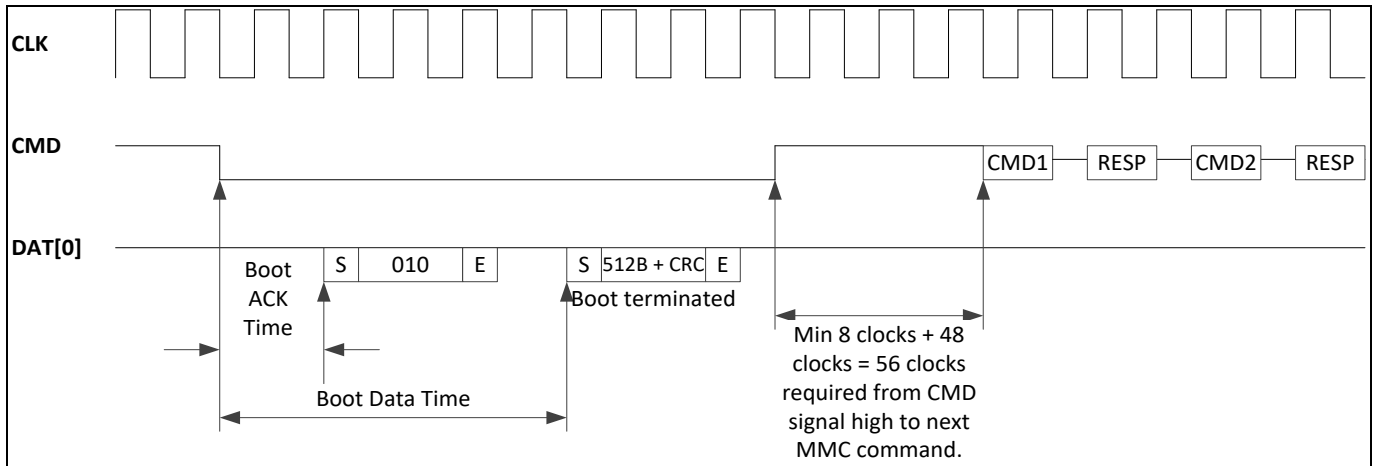 CLK
CMD
CMD1 RESP CMD2 RESP
DAT[0]
S 010 E S 512B + CRC E
Boot
ACK
Time
Boot terminated
Boot Data Time
Min 8 clocks + 48
clocks = 56 clocks
required from CMD
signal high to next
MMC command.